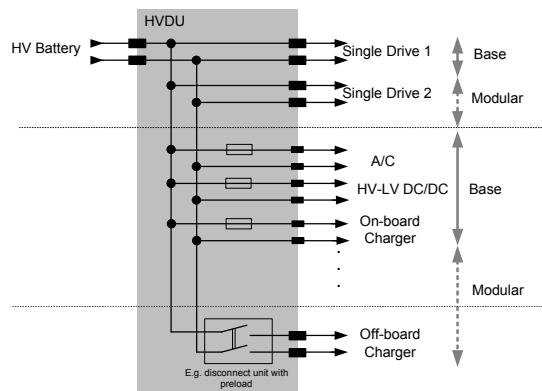 HVDU
HV Battery
Single Drive 1
Base
Single Drive 2
Modular
A/C
HV-LV DC/DC
Base
On-board
Charger
.
.
.
Modular
Off-board
Charger
E.g. disconnect unit with
preload